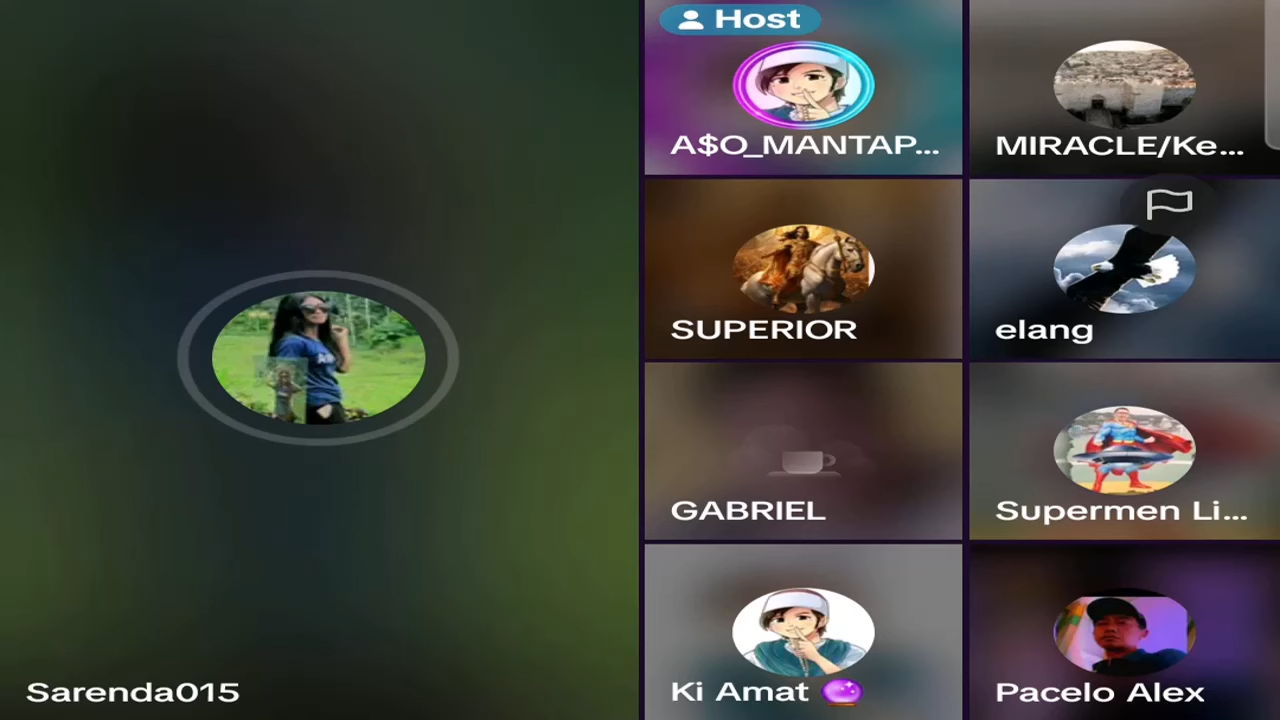 Host
A$O_MANTAP...
MIRACLE/Ke...
SUPERIOR
elang
GABRIEL
Supermen Li...
Sarenda015
Ki Amat 🔮
Pacelo Alex